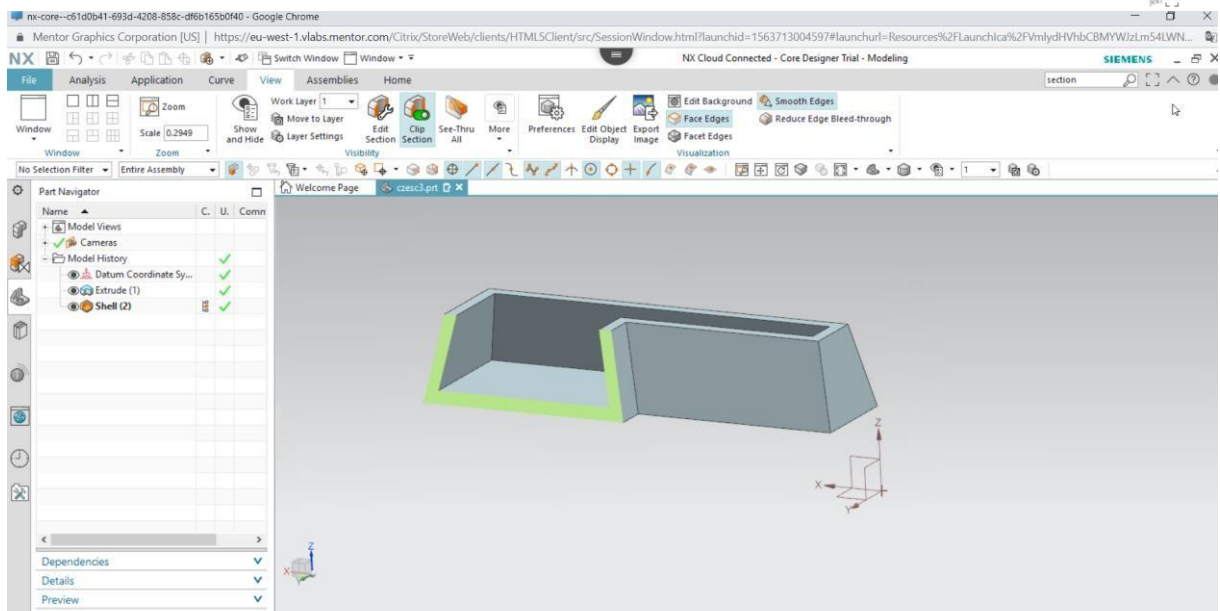 nx-core--c61d0b41-693d-4208-858c-df6b165b0f40 - Google Chrome
Mentor Graphics Corporation [US] | https://eu-west-1.vlabs.mentor.com/Citrix/StoreWeb/clients/HTML5Client/src/SessionWindow.html?launchid=1563713004597#launchurl=Resources%2FLaunchIca%2FVmlydHVhbCBMYWJzLm54LWN...
NX Switch Window Window NX Cloud Connected - Core Designer Trial - Modeling SIEMENS
File Analysis Application Curve View Assemblies Home section
Window Zoom Scale 0.2949 Show and Hide Work Layer 1 Move to Layer Layer Settings Edit Section Clip Section See-Thru All More Preferences Edit Object Display Export Image Edit Background Smooth Edges Face Edges Reduce Edge Bleed-through Facet Edges
Window Zoom Visibility Visualization
No Selection Filter Entire Assembly 1
Part Navigator Welcome Page czesc3.prt
Name C. U. Comn
Model Views
Cameras
Model History
Datum Coordinate Sy...
Extrude (1)
Shell (2)
Z
X
Y
Z
X
Dependencies
Details
Preview